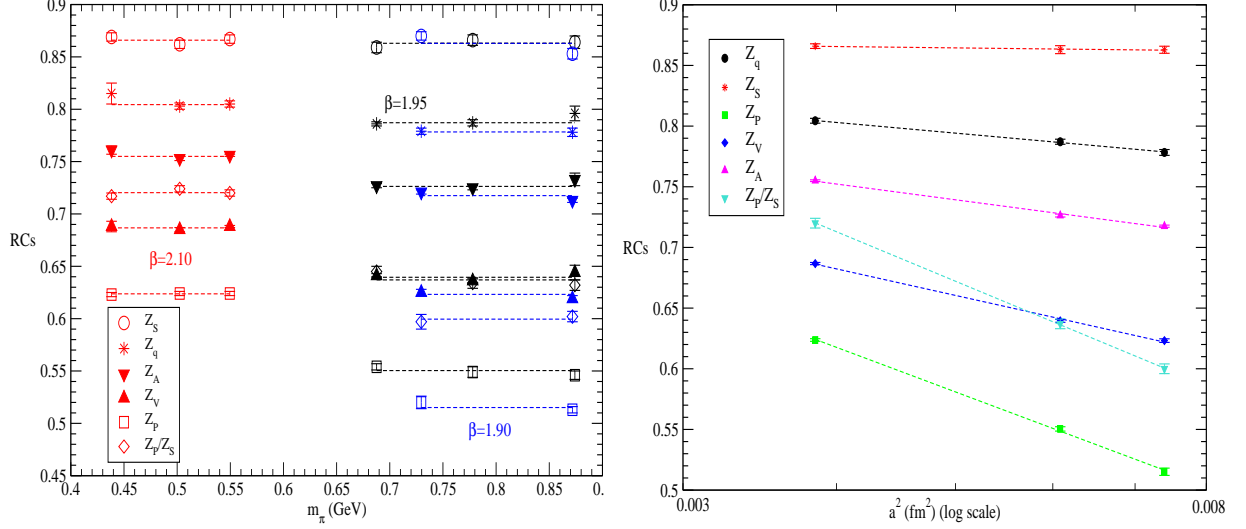 0.9
0.85
0.8
0.75
0.7
0.65
0.6
0.55
0.5
0.45
RCs
β=1.95
β=2.10
β=1.90
Z_S
Z_q
Z_A
Z_V
Z_P
Z_P/Z_S
0.4 0.45 0.5 0.55 0.6 0.65 0.7 0.75 0.8 0.85 0.
m_π (GeV)
0.9
0.85
0.8
0.75
0.7
0.65
0.6
0.55
0.5
RCs
Z_q
Z_S
Z_P
Z_V
Z_A
Z_P/Z_S
0.003 0.008
a² (fm²) (log scale)